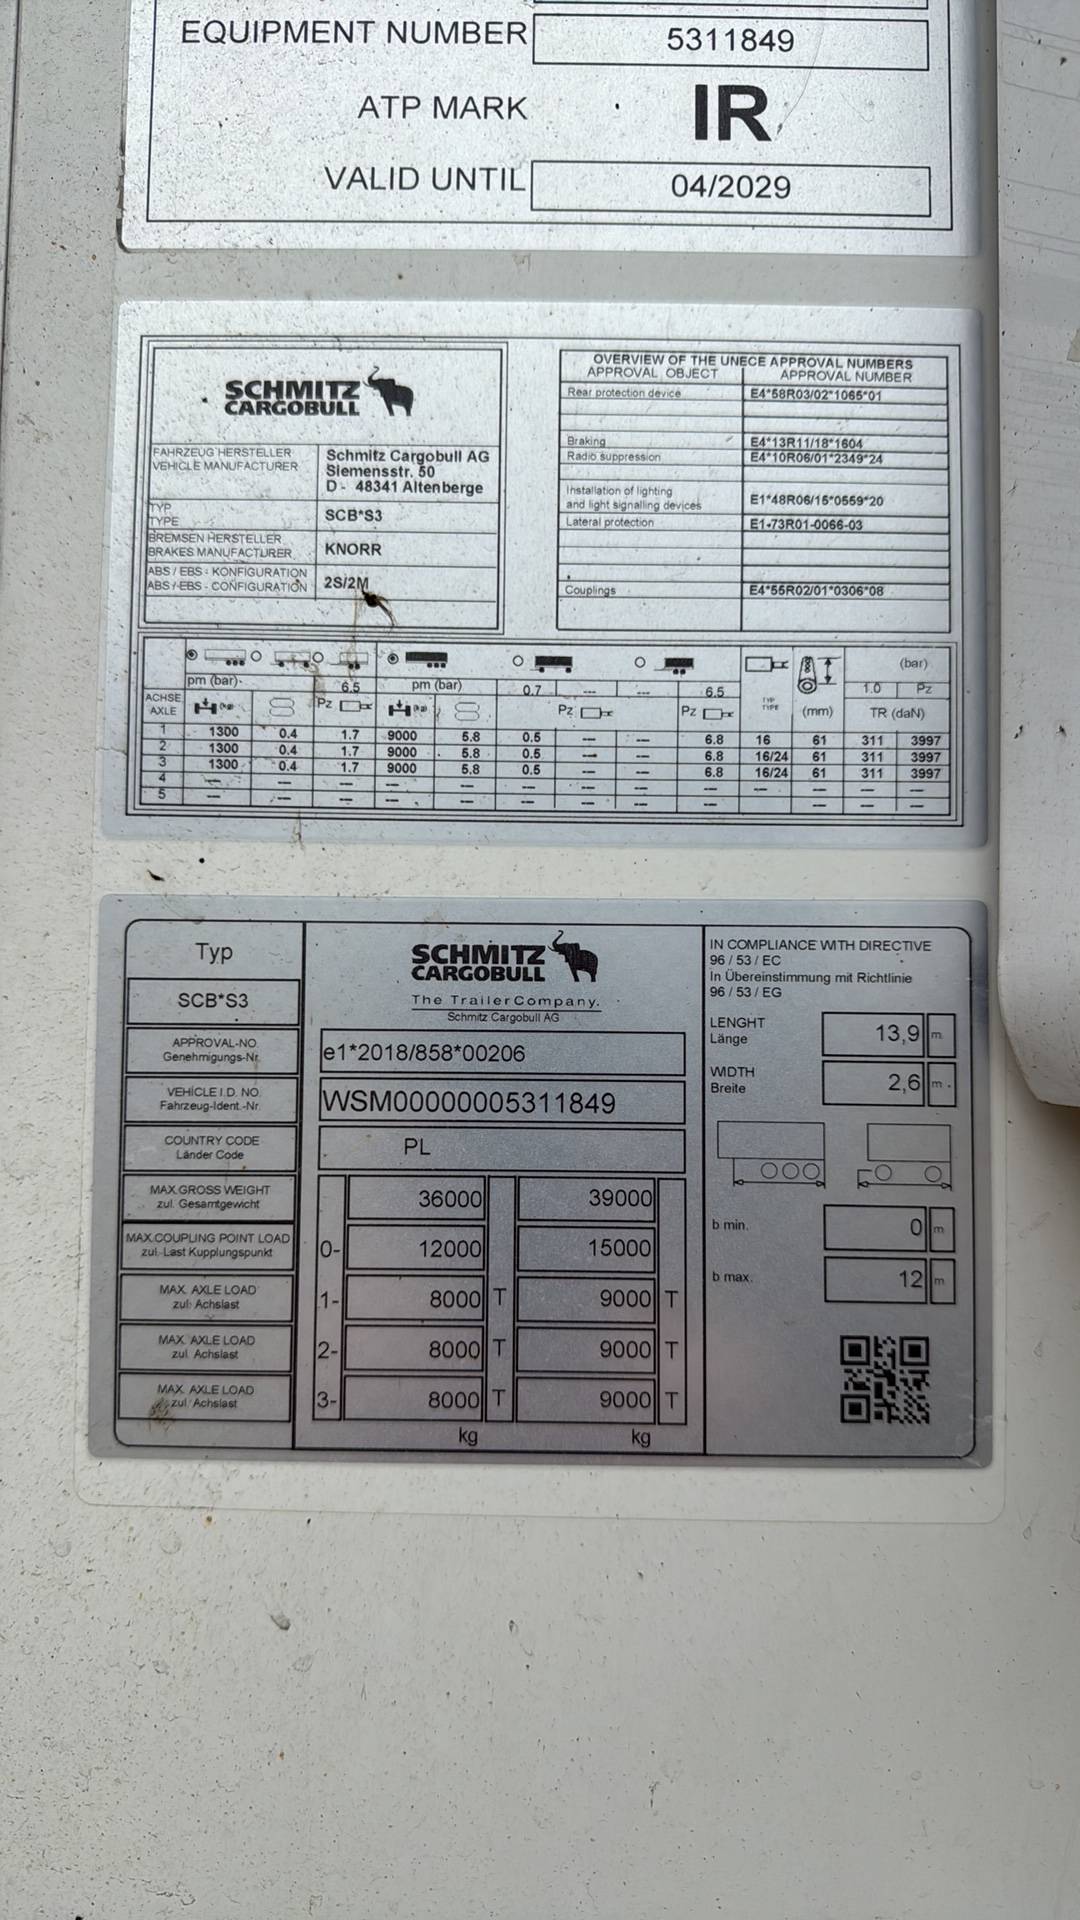 EQUIPMENT NUMBER 5311849
ATP MARK IR
VALID UNTIL 04/2029
SCHMITZ
CARGOBULL
FAHRZEUG HERSTELLER
VEHICLE MANUFACTURER
Schmitz Cargobull AG
Siemensstr. 50
D - 48341 Altenberge
TYP
TYPE
SCB*S3
BREMSEN HERSTELLER
BRAKES MANUFACTURER
KNORR
ABS / EBS - KONFIGURATION
ABS / EBS - CONFIGURATION
2S/2M
OVERVIEW OF THE UNECE APPROVAL NUMBERS
APPROVAL OBJECT APPROVAL NUMBER
Rear protection device E4*58R03/02*1065*01
Braking E4*13R11/18*1604
Radio suppression E4*10R06/01*2349*24
Installation of lighting
and light signalling devices E1*48R06/15*0559*20
Lateral protection E1-73R01-0066-03
Couplings E4*55R02/01*0306*08
(bar)
pm (bar) 6.5 pm (bar) 0.7 --- --- 6.5 1.0 Pz
ACHSE
AXLE
Pz Pz Pz TYP
TYPE (mm) TR (daN)
1 1300 0.4 1.7 9000 5.8 0.5 --- --- 6.8 16 61 311 3997
2 1300 0.4 1.7 9000 5.8 0.5 --- --- 6.8 16/24 61 311 3997
3 1300 0.4 1.7 9000 5.8 0.5 --- --- 6.8 16/24 61 311 3997
4 --- --- --- --- --- --- --- --- --- --- --- --- ---
5 --- --- --- --- --- --- --- --- --- --- --- ---
Typ
SCB*S3
SCHMITZ
CARGOBULL
The TrailerCompany.
Schmitz Cargobull AG
APPROVAL-NO.
Genehmigungs-Nr.
e1*2018/858*00206
VEHICLE I.D. NO.
Fahrzeug-Ident.-Nr.
WSM00000005311849
COUNTRY CODE
Länder Code
PL
MAX.GROSS WEIGHT
zul. Gesamtgewicht
36000 39000
MAX.COUPLING POINT LOAD
zul.-Last Kupplungspunkt
0- 12000 15000
MAX. AXLE LOAD
zul. Achslast
1- 8000 T 9000 T
MAX. AXLE LOAD
zul. Achslast
2- 8000 T 9000 T
MAX. AXLE LOAD
zul. Achslast
3- 8000 T 9000 T
kg kg
IN COMPLIANCE WITH DIRECTIVE
96 / 53 / EC
In Übereinstimmung mit Richtlinie
96 / 53 / EG
LENGHT
Länge
13,9 m
WIDTH
Breite
2,6 m
b min. 0 m
b max. 12 m